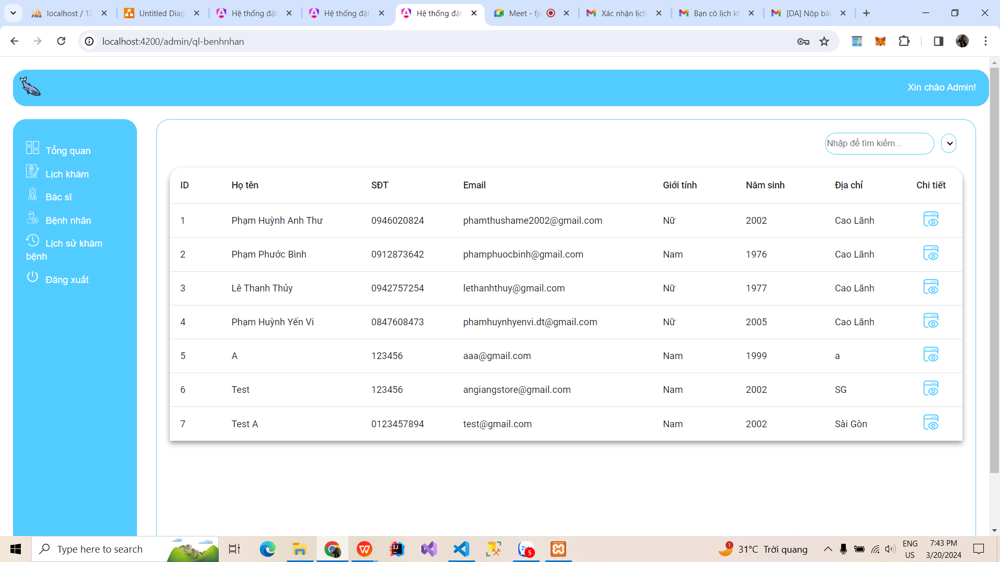 localhost / 12
Untitled Diag
Hệ thống đặt
Hệ thống đặt
Hệ thống đặt
Meet - fjs
Xác nhận lịch
Bạn có lịch kh
[DA] Nộp bác
localhost:4200/admin/ql-benhnhan
Xin chào Admin!
Tổng quan
Lịch khám
Bác sĩ
Bệnh nhân
Lịch sử khám
bệnh
Đăng xuất
Nhập để tìm kiếm...
ID Họ tên SĐT Email Giới tính Năm sinh Địa chỉ Chi tiết
1 Phạm Huỳnh Anh Thư 0946020824 phamthushame2002@gmail.com Nữ 2002 Cao Lãnh
2 Phạm Phước Bình 0912873642 phamphuocbinh@gmail.com Nam 1976 Cao Lãnh
3 Lê Thanh Thủy 0942757254 lethanhthuy@gmail.com Nữ 1977 Cao Lãnh
4 Phạm Huỳnh Yến Vi 0847608473 phamhuynhyenvi.dt@gmail.com Nữ 2005 Cao Lãnh
5 A 123456 aaa@gmail.com Nam 1999 a
6 Test 123456 angiangstore@gmail.com Nam 2002 SG
7 Test A 0123457894 test@gmail.com Nam 2002 Sài Gòn
Type here to search
5
1
31°C Trời quang
ENG
US
7:43 PM
3/20/2024